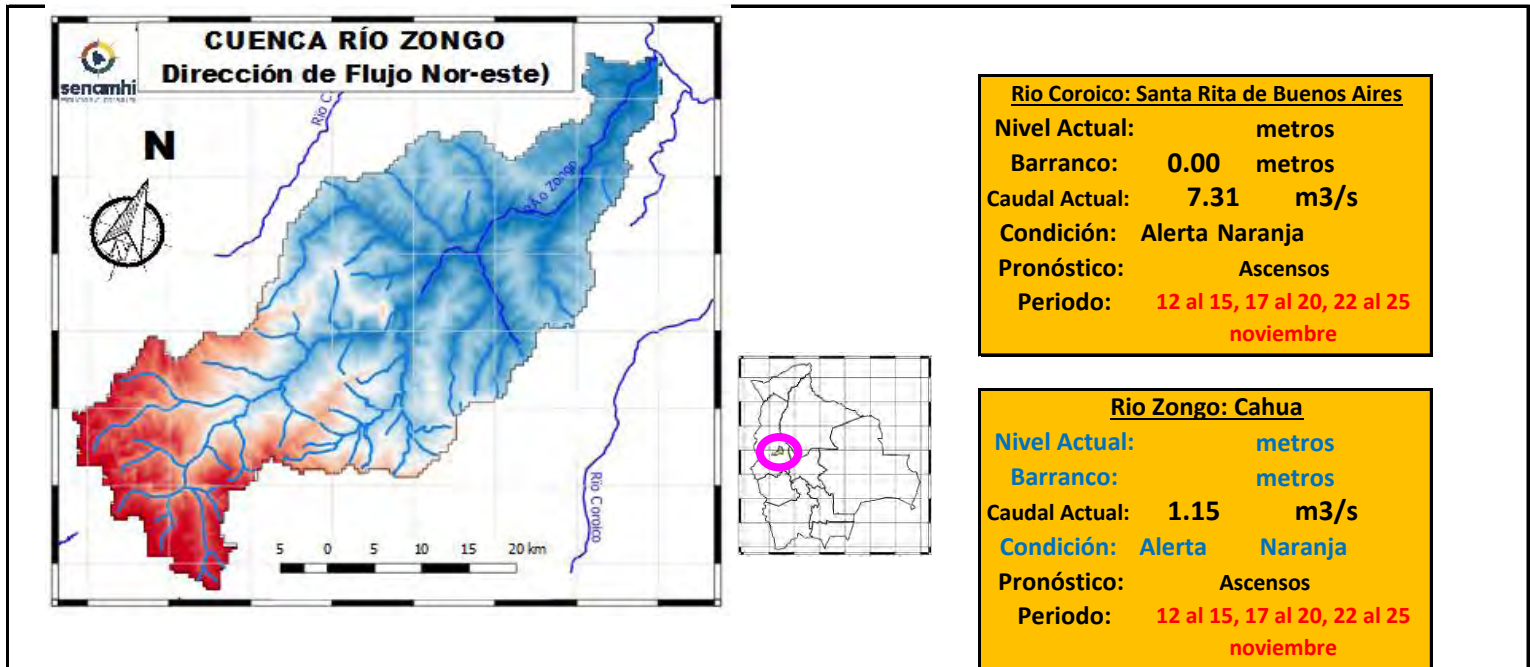 CUENCA RÍO ZONGO
Dirección de Flujo Nor-este)
senamhi
Río C
N
RÃ­o Zongo
Río Coroico
5 0 5 10 15 20 km
Rio Coroico: Santa Rita de Buenos Aires
Nivel Actual: metros
Barranco: 0.00 metros
Caudal Actual: 7.31 m3/s
Condición: Alerta Naranja
Pronóstico: Ascensos
Periodo: 12 al 15, 17 al 20, 22 al 25
noviembre
Rio Zongo: Cahua
Nivel Actual: metros
Barranco: metros
Caudal Actual: 1.15 m3/s
Condición: Alerta Naranja
Pronóstico: Ascensos
Periodo: 12 al 15, 17 al 20, 22 al 25
noviembre